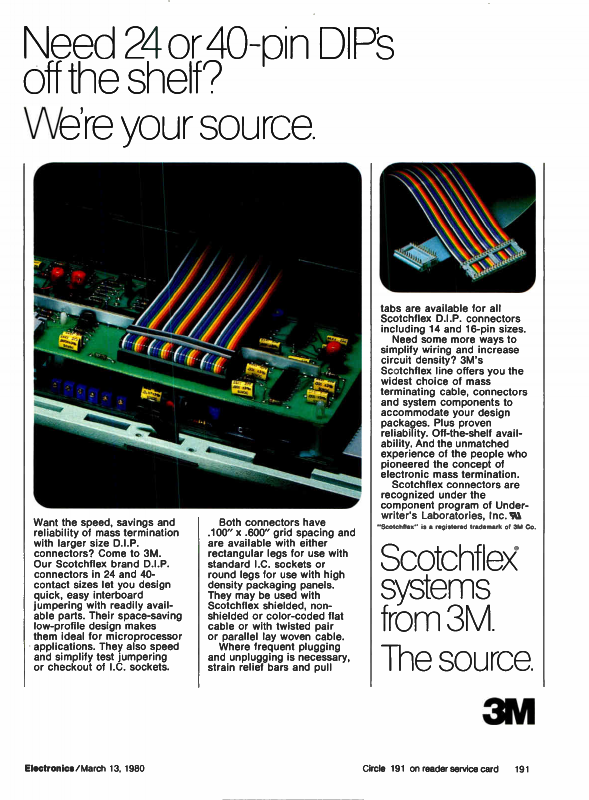 Need 24 or 40-pin DIP's
off the shelf?
We're your source.
Want the speed, savings and
reliability of mass termination
with larger size D.I.P.
connectors? Come to 3M.
Our Scotchflex brand D.I.P.
connectors in 24 and 40-
contact sizes let you design
quick, easy interboard
jumpering with readily avail-
able parts. Their space-saving
low-profile design makes
them ideal for microprocessor
applications. They also speed
and simplify test jumpering
or checkout of I.C. sockets.
Both connectors have
.100" x .600" grid spacing and
are available with either
rectangular legs for use with
standard I.C. sockets or
round legs for use with high
density packaging panels.
They may be used with
Scotchflex shielded, non-
shielded or color-coded flat
cable or with twisted pair
or parallel lay woven cable.
Where frequent plugging
and unplugging is necessary,
strain relief bars and pull
tabs are available for all
Scotchflex D.I.P. connectors
including 14 and 16-pin sizes.
Need some more ways to
simplify wiring and increase
circuit density? 3M's
Scotchflex line offers you the
widest choice of mass
terminating cable, connectors
and system components to
accommodate your design
packages. Plus proven
reliability. Off-the-shelf avail-
ability. And the unmatched
experience of the people who
pioneered the concept of
electronic mass termination.
Scotchflex connectors are
recognized under the
component program of Under-
writer's Laboratories, Inc.
"Scotchflex" is a registered trademark of 3M Co.
Scotchflex®
systems
from 3M.
The source.
3M
Electronics/March 13, 1980
Circle 191 on reader service card 191